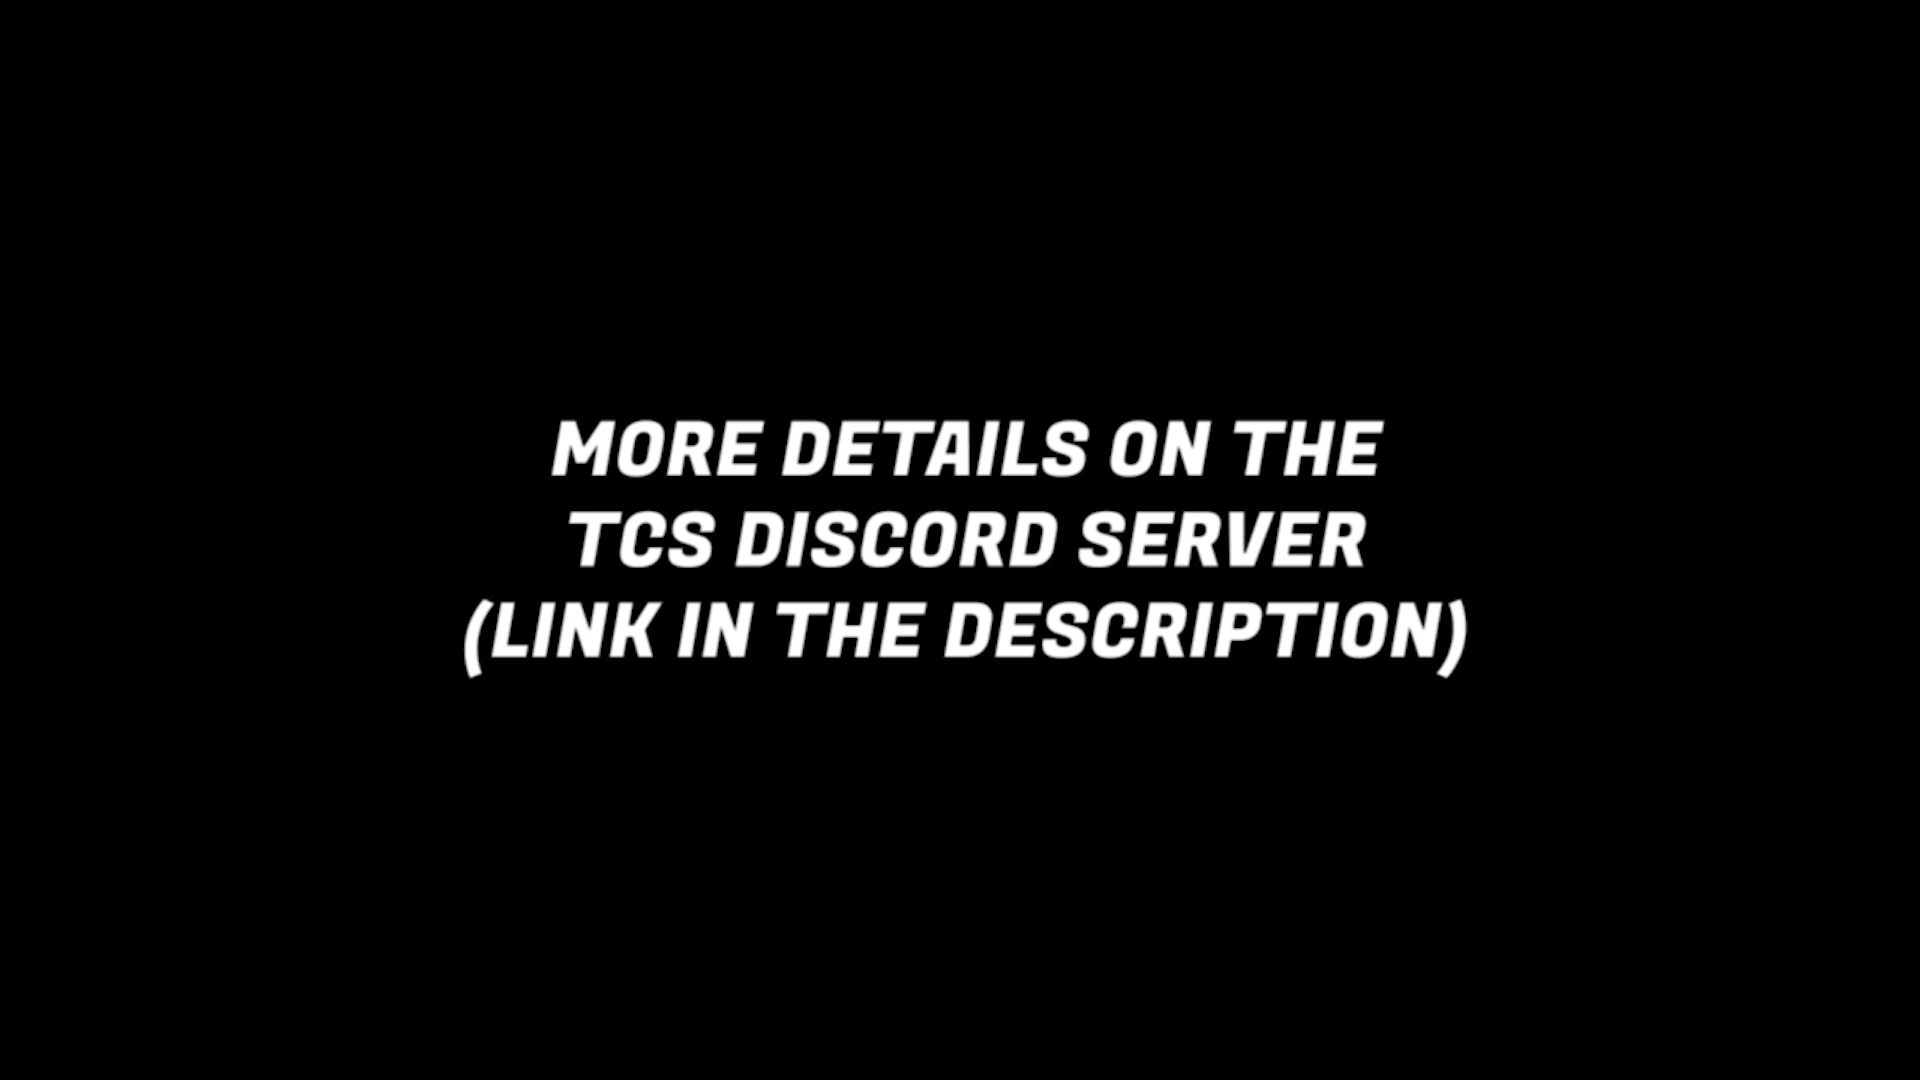 MORE DETAILS ON THE
TCS DISCORD SERVER
(LINK IN THE DESCRIPTION)